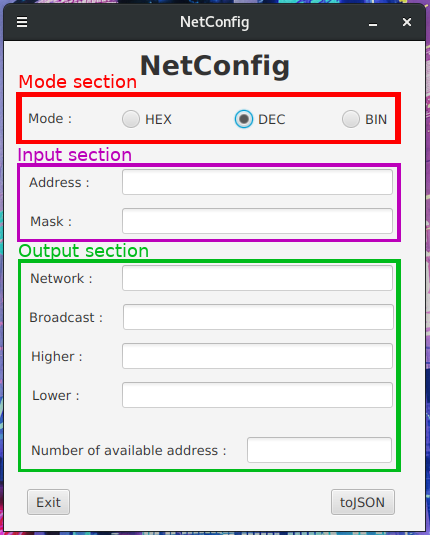 NetConfig
NetConfig
Mode section
Mode : HEX DEC BIN
Input section
Address :
Mask :
Output section
Network :
Broadcast :
Higher :
Lower :
Number of available address :
Exit toJSON